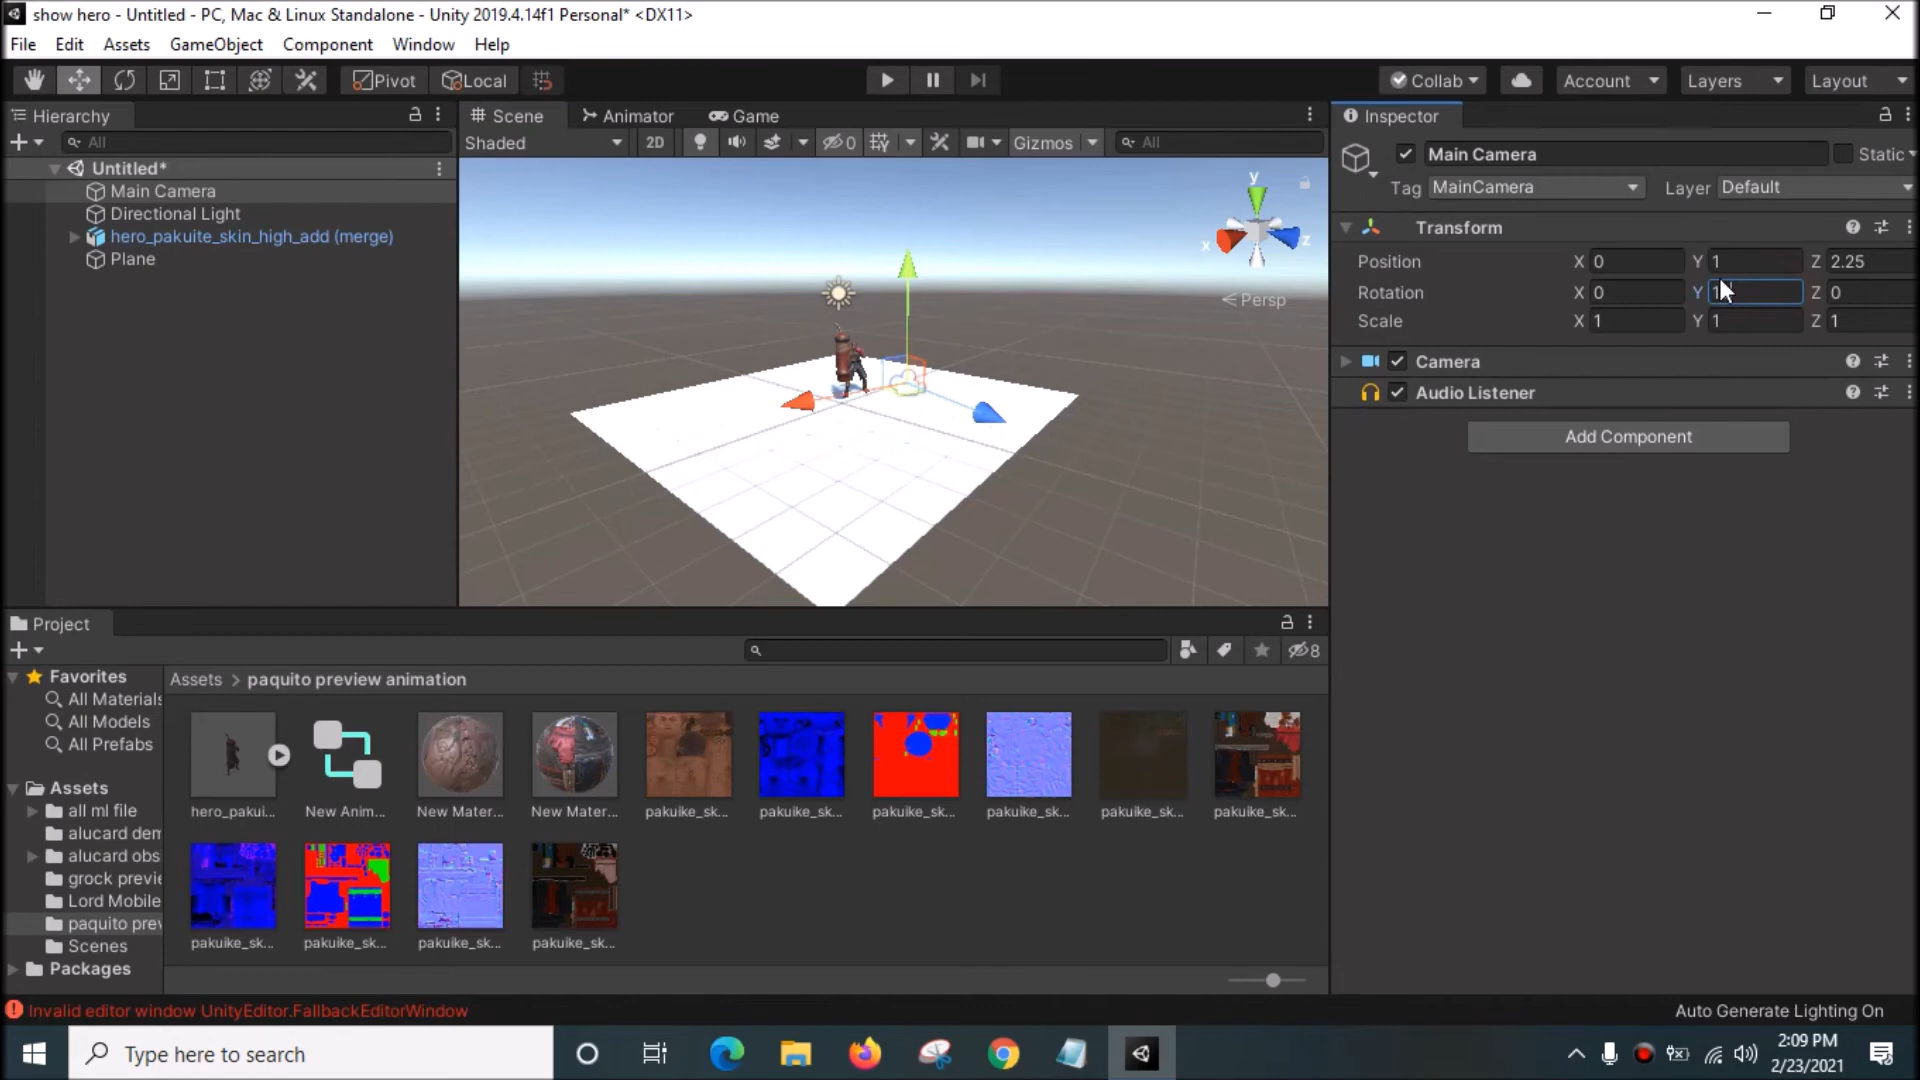 show hero - Untitled - PC, Mac & Linux Standalone - Unity 2019.4.14f1 Personal* <DX11>
File Edit Assets GameObject Component Window Help
Pivot Local Collab Account Layers Layout
Hierarchy
All
Untitled*
Main Camera
Directional Light
hero_pakuite_skin_high_add (merge)
Plane
Scene Animator Game
Shaded 2D 0 Gizmos All
y
x z
Persp
Inspector
Main Camera Static
Tag MainCamera Layer Default
Transform
Position X 0 Y 1 Z 2.25
Rotation X 0 Y 1 Z 0
Scale X 1 Y 1 Z 1
Camera
Audio Listener
Add Component
Project
8
Favorites
All Materials
All Models
All Prefabs
Assets
all ml file
alucard dem
alucard obs
grock previe
Lord Mobile
paquito prev
Scenes
Packages
Assets > paquito preview animation
hero_pakui... New Anim... New Mater... New Mater... pakuike_sk... pakuike_sk... pakuike_sk... pakuike_sk... pakuike_sk... pakuike_sk...
pakuike_sk... pakuike_sk... pakuike_sk... pakuike_sk...
Invalid editor window UnityEditor.FallbackEditorWindow
Auto Generate Lighting On
Type here to search
2:09 PM
2/23/2021